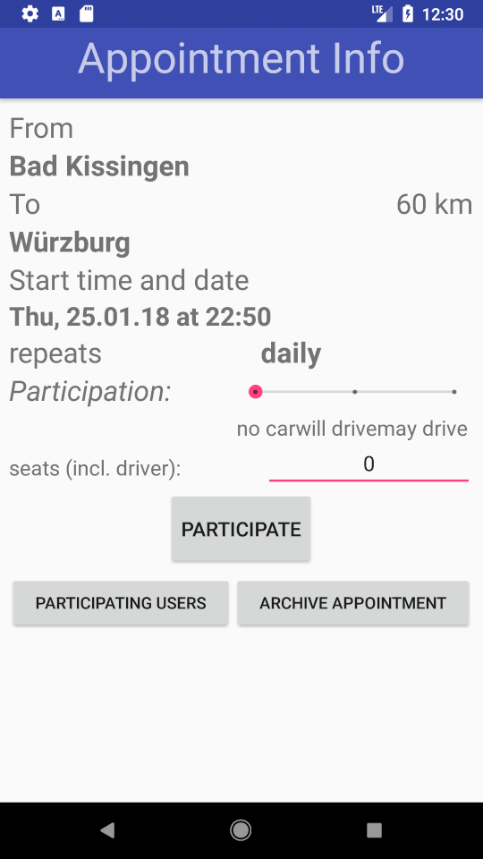 LTE 12:30
Appointment Info
From
Bad Kissingen
To 60 km
Würzburg
Start time and date
Thu, 25.01.18 at 22:50
repeats daily
Participation:
no carwill drivemay drive
seats (incl. driver): 0
PARTICIPATE
PARTICIPATING USERS ARCHIVE APPOINTMENT